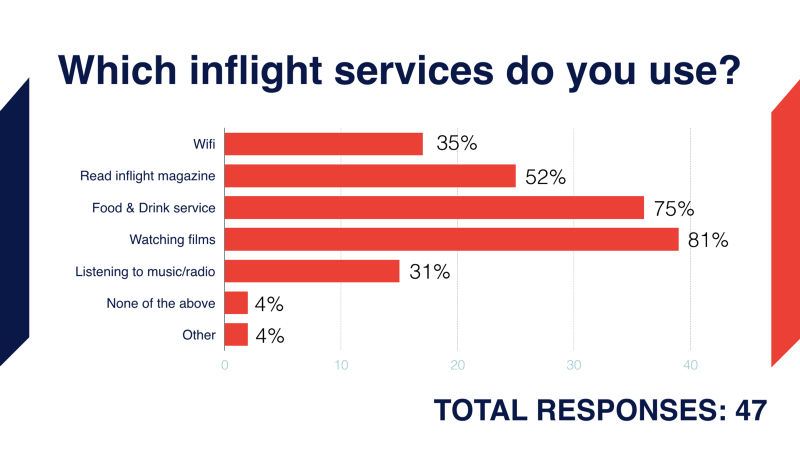 Which inflight services do you use?
Wifi 35%
Read inflight magazine 52%
Food & Drink service 75%
Watching films 81%
Listening to music/radio 31%
None of the above 4%
Other 4%
0 10 20 30 40
TOTAL RESPONSES: 47